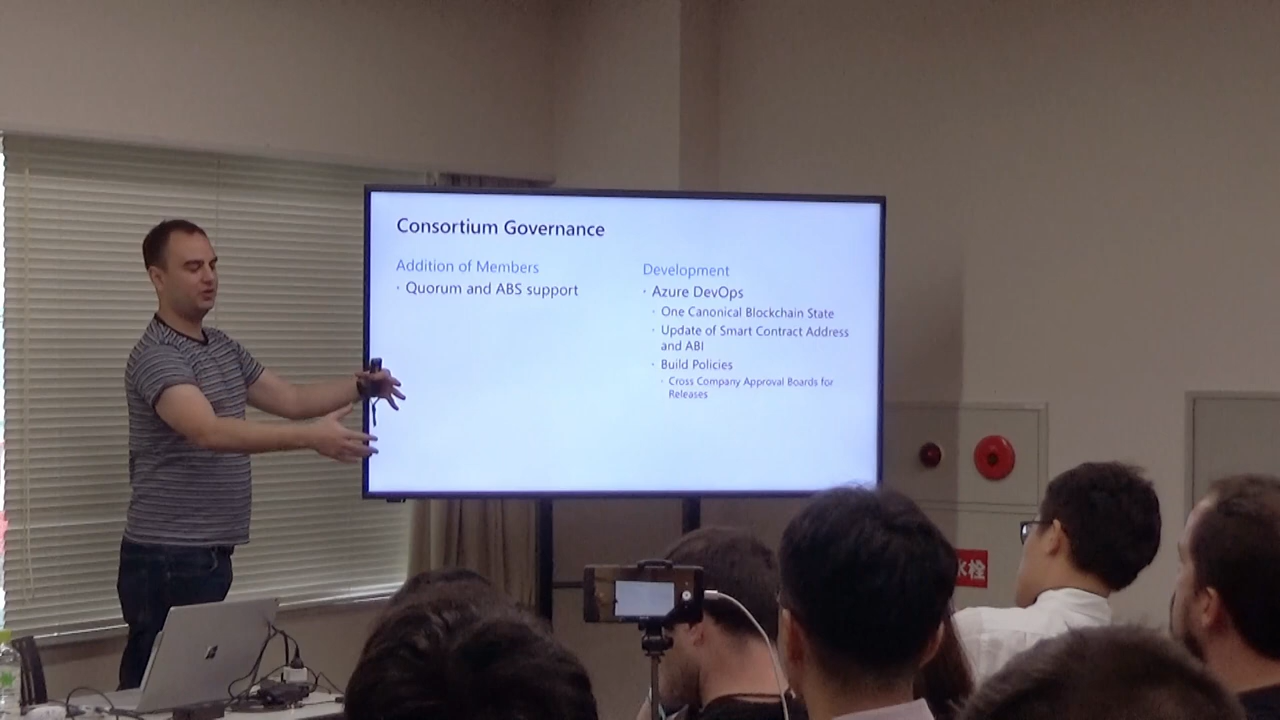 Consortium Governance
Addition of Members
· Quorum and ABS support
Development
· Azure DevOps
· One Canonical Blockchain State
· Update of Smart Contract Address
and ABI
· Build Policies
· Cross Company Approval Boards for
Releases
栓